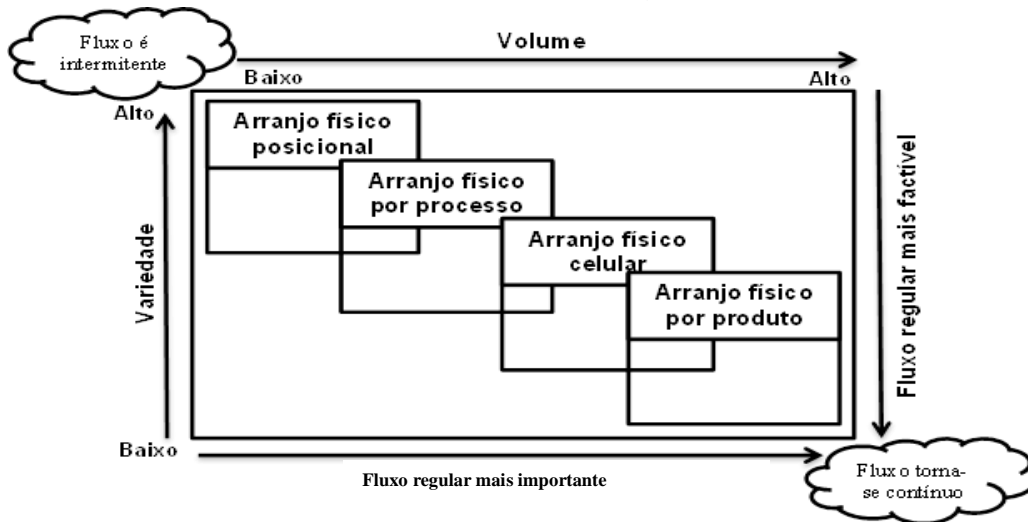 Fluxo é
intermitente
Volume
Baixo
Alto
Alto
Arranjo físico
posicional
Arranjo físico
por processo
Arranjo físico
celular
Arranjo físico
por produto
Variedade
Fluxo regular mais factível
Baixo
Fluxo regular mais importante
Fluxo torna-
se contínuo